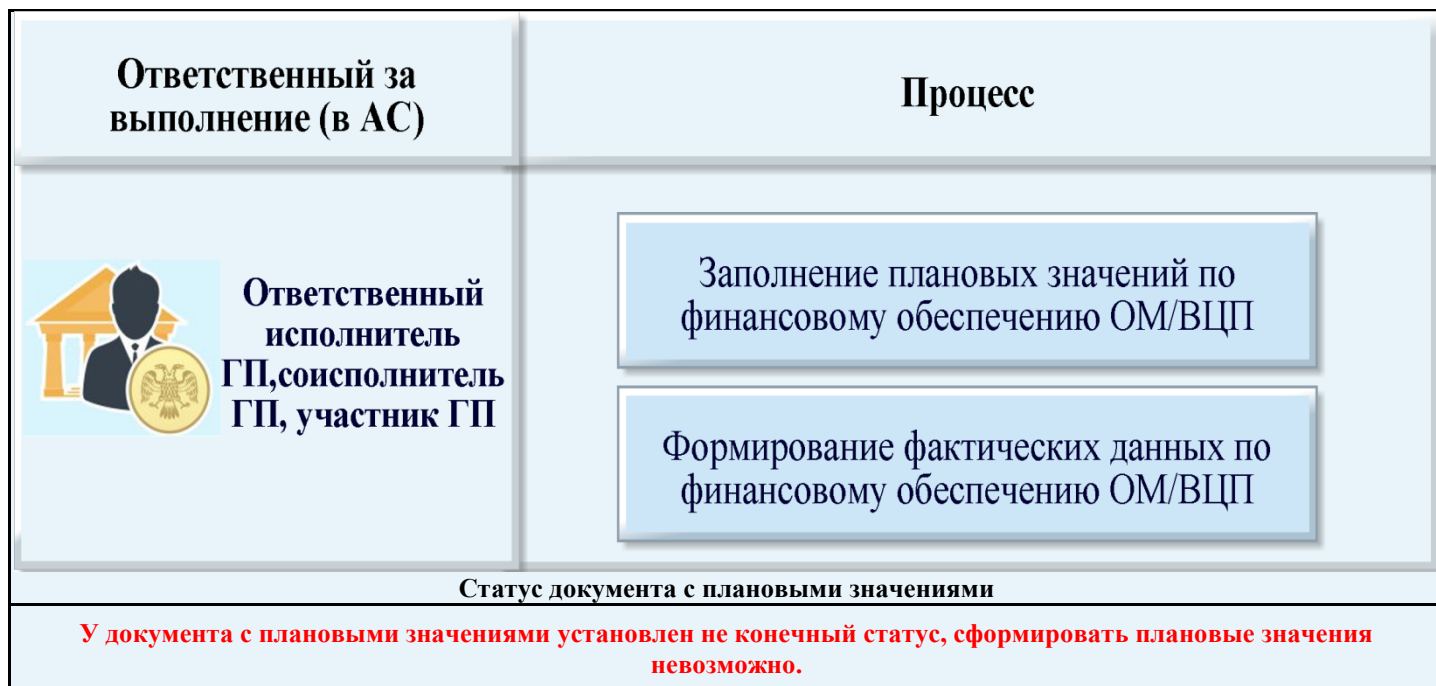 Ответственный за
выполнение (в АС)
Процесс
Ответственный
исполнитель
ГП,соисполнитель
ГП, участник ГП
Заполнение плановых значений по
финансовому обеспечению ОМ/ВЦП
Формирование фактических данных по
финансовому обеспечению ОМ/ВЦП
Статус документа с плановыми значениями
У документа с плановыми значениями установлен не конечный статус, сформировать плановые значения
невозможно.